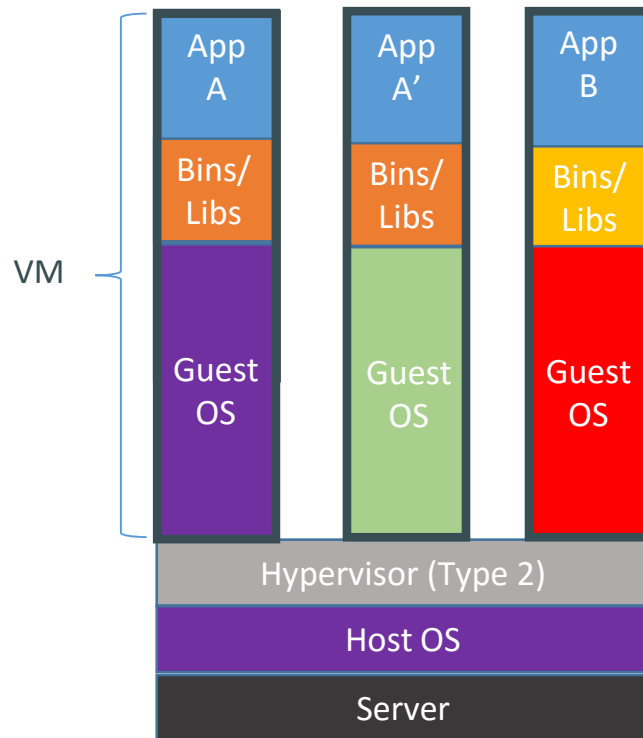 App
A
App
A’
App
B
Bins/
Libs
Bins/
Libs
Bins/
Libs
VM
Guest
OS
Guest
OS
Guest
OS
Hypervisor (Type 2)
Host OS
Server